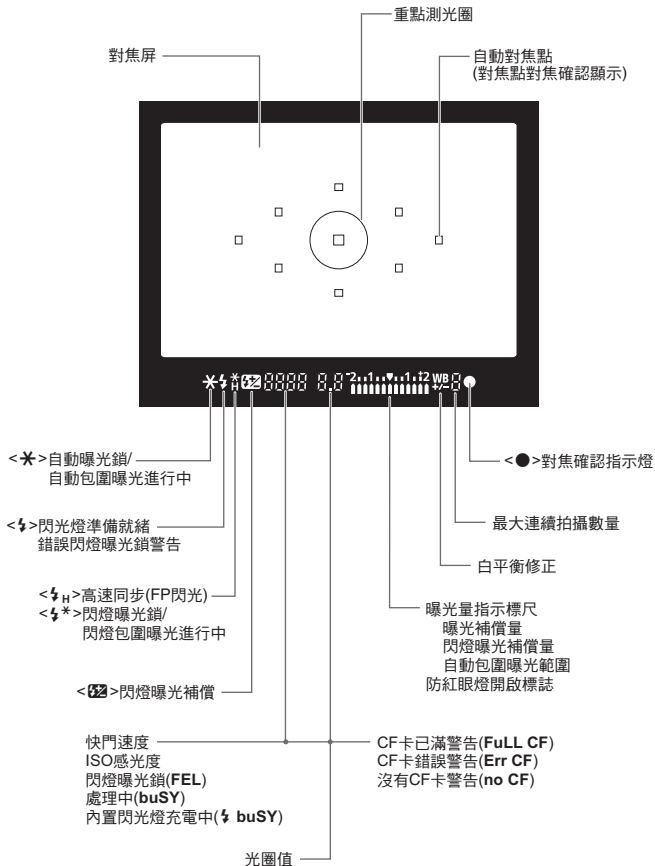 重點測光圈
對焦屏
自動對焦點
(對焦點對焦確認顯示)
-2..1..▼..1..+2 WB
+/-
<✱>自動曝光鎖/
自動包圍曝光進行中
<●>對焦確認指示燈
<⚡>閃光燈準備就緒
錯誤閃燈曝光鎖警告
最大連續拍攝數量
白平衡修正
<⚡H>高速同步(FP閃光)
<⚡✱>閃燈曝光鎖/
閃燈包圍曝光進行中
曝光量指示標尺
曝光補償量
閃燈曝光補償量
自動包圍曝光範圍
防紅眼燈開啟標誌
<⚡±>閃燈曝光補償
快門速度
ISO感光度
閃燈曝光鎖(FEL)
處理中(buSY)
內置閃光燈充電中(⚡ buSY)
CF卡已滿警告(FuLL CF)
CF卡錯誤警告(Err CF)
沒有CF卡警告(no CF)
光圈值